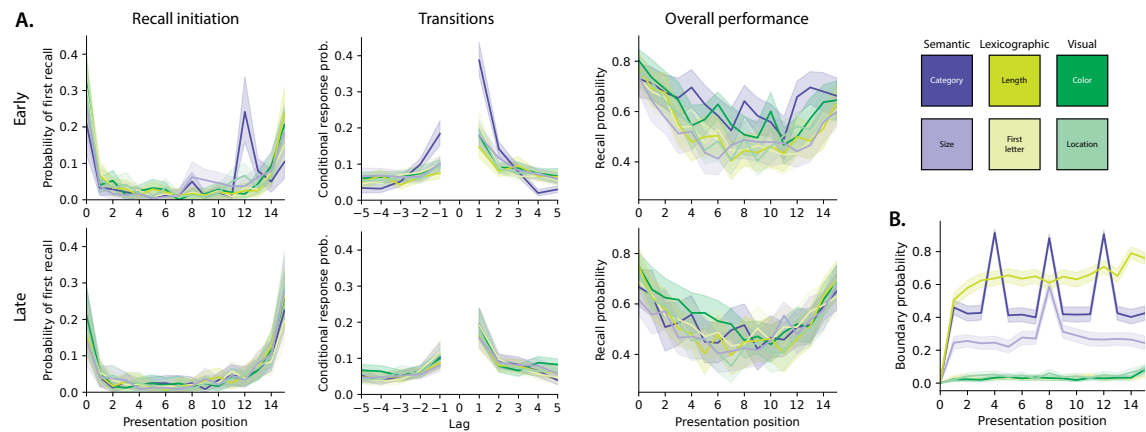 A.
Recall initiation
Transitions
Overall performance
Early
Probability of first recall
0.4
0.3
0.2
0.1
0.0
0 2 4 6 8 10 12 14
Conditional response prob.
0.4
0.2
0.0
−5 −4 −3 −2 −1 0 1 2 3 4 5
Recall probability
0.8
0.6
0.4
0 2 4 6 8 10 12 14
Late
Probability of first recall
0.4
0.3
0.2
0.1
0.0
0 2 4 6 8 10 12 14
Presentation position
Conditional response prob.
0.4
0.2
0.0
−5 −4 −3 −2 −1 0 1 2 3 4 5
Lag
Recall probability
0.8
0.6
0.4
0 2 4 6 8 10 12 14
Presentation position
Semantic Lexicographic Visual
Category Length Color
Size First letter Location
B.
Boundary probability
0.8
0.6
0.4
0.2
0.0
0 2 4 6 8 10 12 14
Presentation position